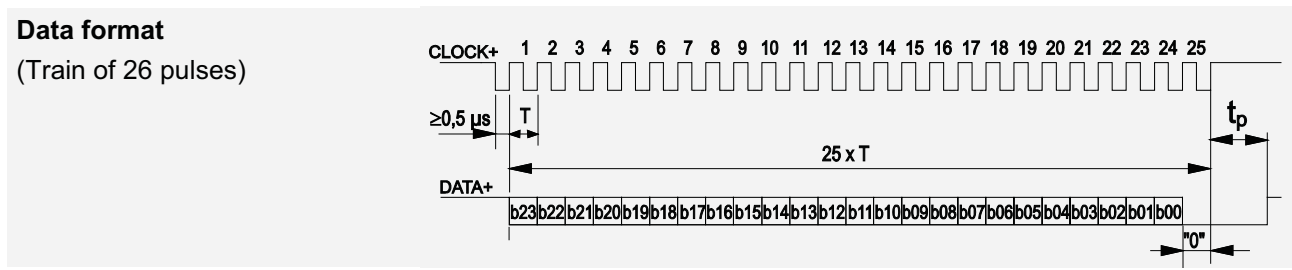 Data format
(Train of 26 pulses)
CLOCK+ 1 2 3 4 5 6 7 8 9 10 11 12 13 14 15 16 17 18 19 20 21 22 23 24 25
≥0,5 µs T tp
25 x T
DATA+
b23 b22 b21 b20 b19 b18 b17 b16 b15 b14 b13 b12 b11 b10 b09 b08 b07 b06 b05 b04 b03 b02 b01 b00
"0"